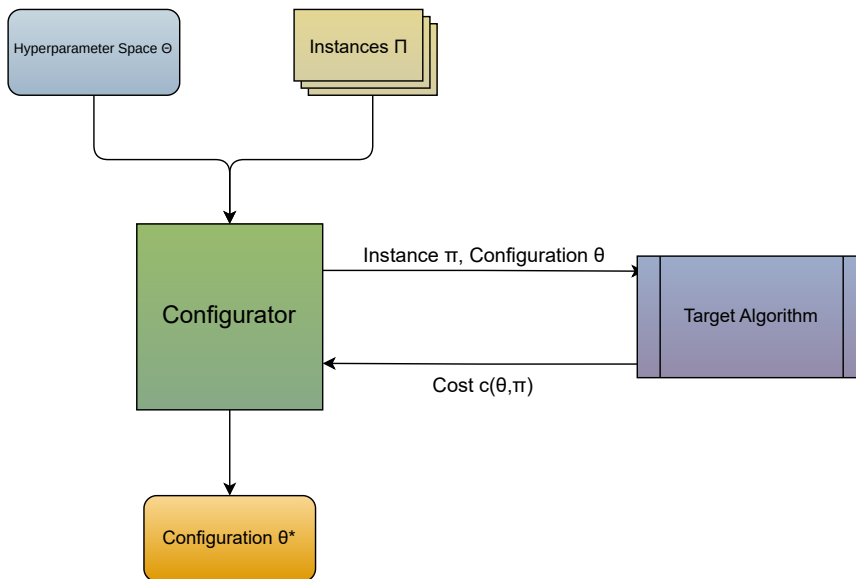 Hyperparameter Space Θ
Instances Π
Instance π, Configuration θ
Configurator
Target Algorithm
Cost c(θ,π)
Configuration θ*